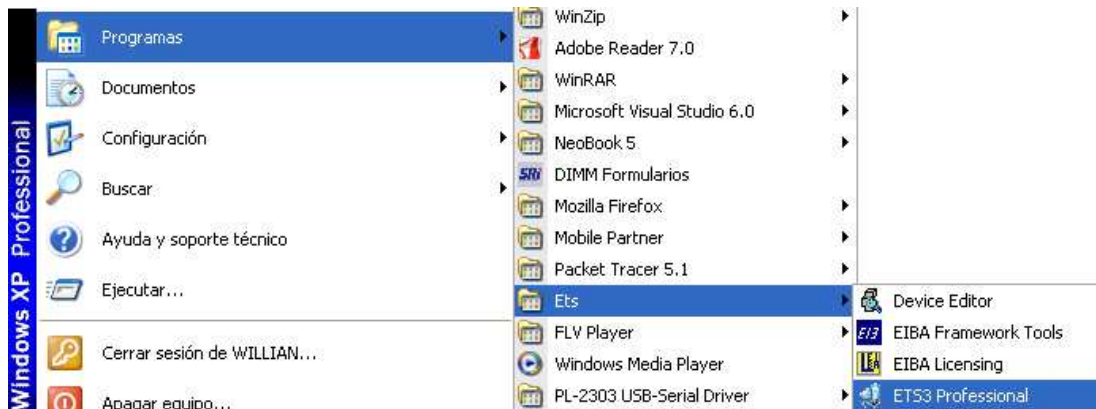 Windows XP Professional
Programas
Documentos
Configuración
Buscar
Ayuda y soporte técnico
Ejecutar...
Cerrar sesión de WILLIAN...
Apagar equipo...
WinZip
Adobe Reader 7.0
WinRAR
Microsoft Visual Studio 6.0
NeoBook 5
SRi DIMM Formularios
Mozilla Firefox
Mobile Partner
Packet Tracer 5.1
Ets
FLV Player
Windows Media Player
PL-2303 USB-Serial Driver
Device Editor
EIBA Framework Tools
EIBA Licensing
ETS3 Professional